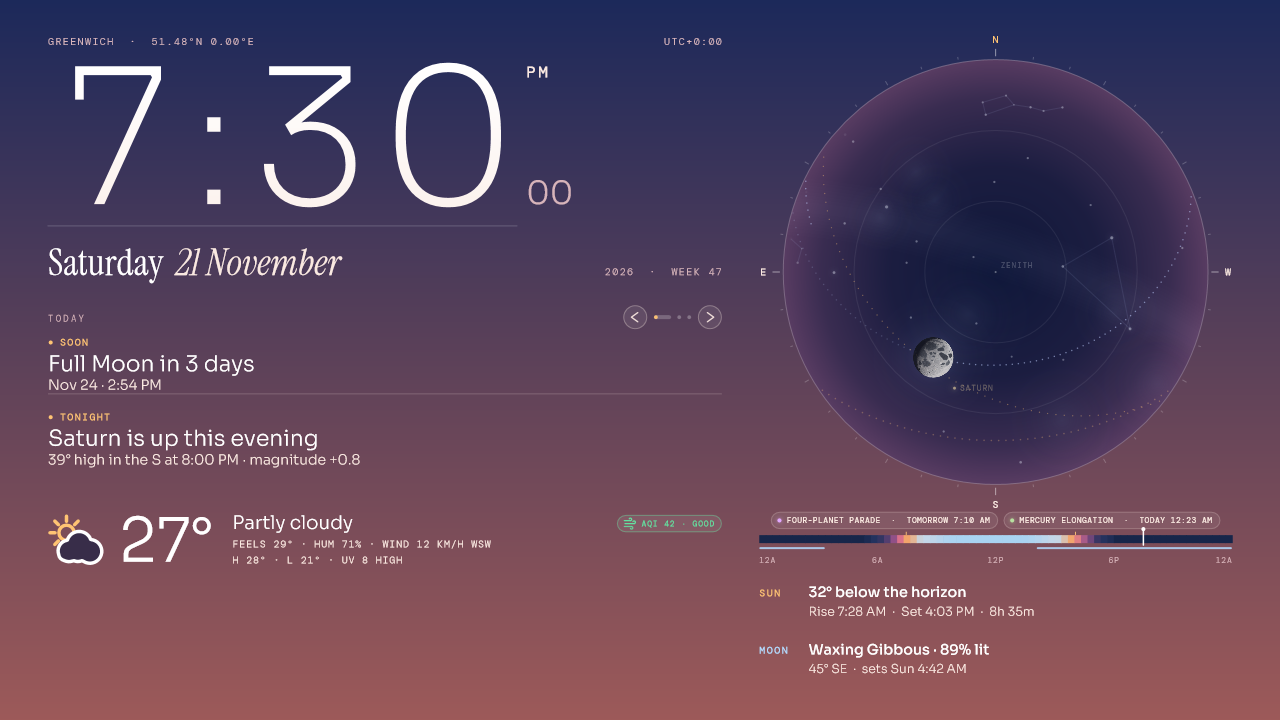 GREENWICH · 51.48°N 0.00°E
UTC+0:00
7:30 PM
00
Saturday 21 November
2026 · WEEK 47
TODAY
• SOON
Full Moon in 3 days
Nov 24 · 2:54 PM
• TONIGHT
Saturn is up this evening
39° high in the S at 8:00 PM · magnitude +0.8
27°
Partly cloudy
FEELS 29° · HUM 71% · WIND 12 KM/H WSW
H 28° · L 21° · UV 8 HIGH
AQI 42 · GOOD
N
E
ZENITH
W
SATURN
S
FOUR-PLANET PARADE · TOMORROW 7:10 AM
MERCURY ELONGATION · TODAY 12:23 AM
12A 6A 12P 6P 12A
SUN
32° below the horizon
Rise 7:28 AM · Set 4:03 PM · 8h 35m
MOON
Waxing Gibbous · 89% lit
45° SE · sets Sun 4:42 AM